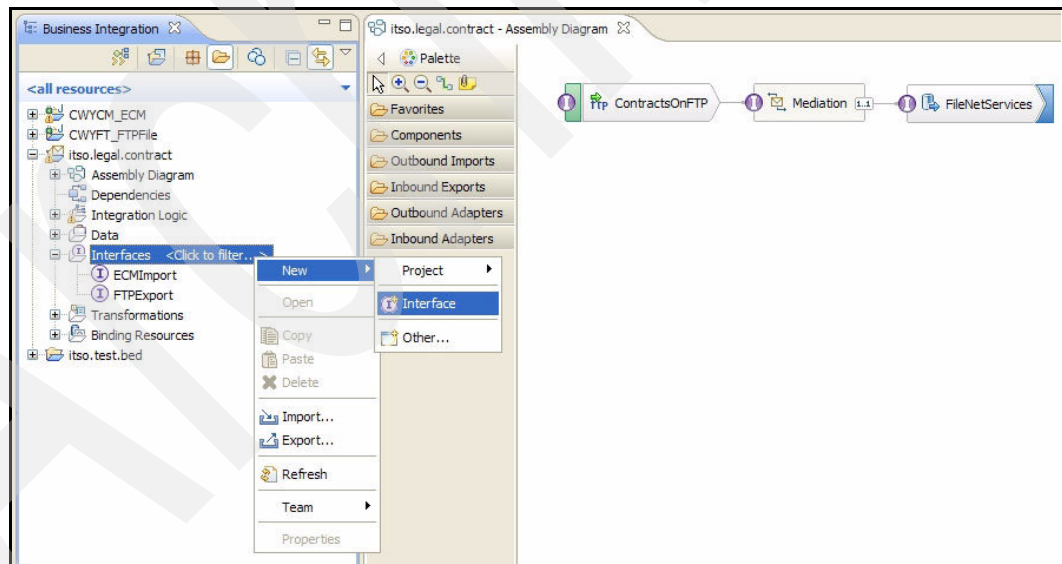 Business Integration
<all resources>
CWYCM_ECM
CWYFT_FTPFile
itso.legal.contract
Assembly Diagram
Dependencies
Integration Logic
Data
Interfaces <Click to filter...>
ECMImport
FTPExport
Transformations
Binding Resources
itso.test.bed
New
Open
Copy
Paste
Delete
Import...
Export...
Refresh
Team
Properties
Project
Interface
Other...
itso.legal.contract - Assembly Diagram
Palette
Favorites
Components
Outbound Imports
Inbound Exports
Outbound Adapters
Inbound Adapters
FTP ContractsOnFTP
Mediation 1..1
FileNetServices